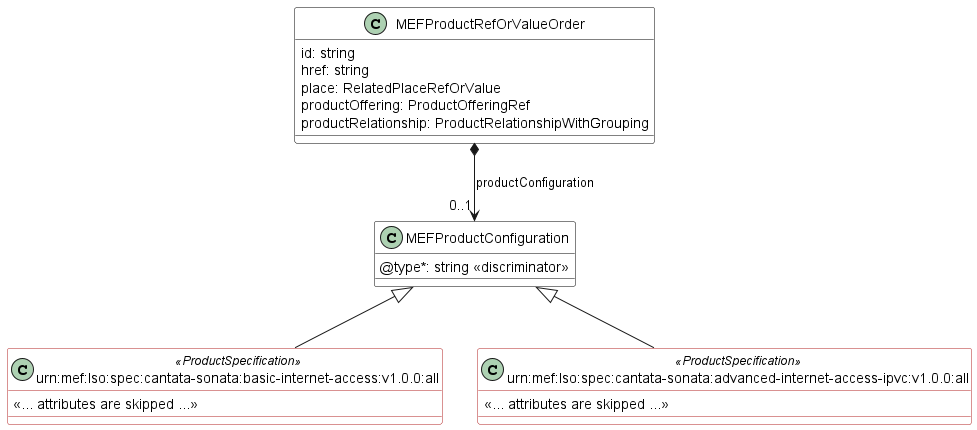 C MEFProductRefOrValueOrder
id: string
href: string
place: RelatedPlaceRefOrValue
productOffering: ProductOfferingRef
productRelationship: ProductRelationshipWithGrouping
productConfiguration
0..1
C MEFProductConfiguration
@type*: string «discriminator»
«ProductSpecification»
C urn:mef:lso:spec:cantata-sonata:basic-internet-access:v1.0.0:all
«... attributes are skipped ...»
«ProductSpecification»
C urn:mef:lso:spec:cantata-sonata:advanced-internet-access-ipvc:v1.0.0:all
«... attributes are skipped ...»